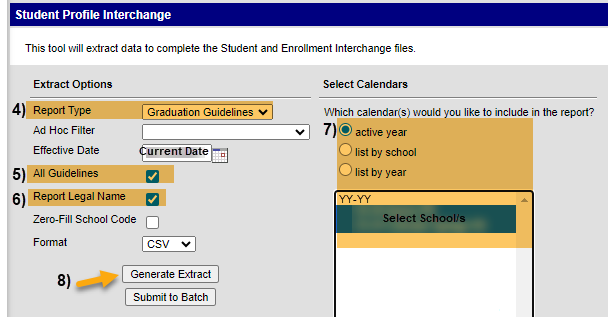 Student Profile Interchange
This tool will extract data to complete the Student and Enrollment Interchange files.
Extract Options
4) Report Type Graduation Guidelines
Ad Hoc Filter
Effective Date Current Date
5) All Guidelines
6) Report Legal Name
Zero-Fill School Code
Format CSV
8) Generate Extract
Submit to Batch
Select Calendars
Which calendar(s) would you like to include in the report?
7) active year
list by school
list by year
YY-YY
Select School/s